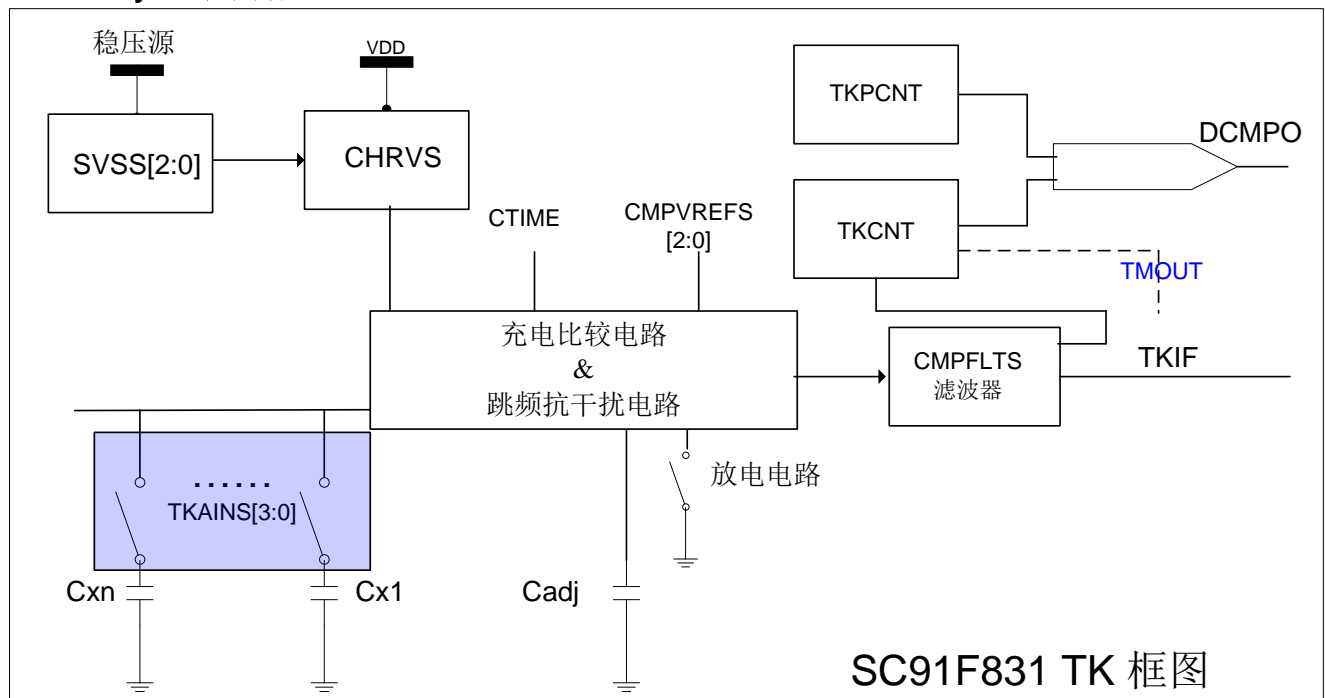 稳压源
VDD
TKPCNT
DCMPO
SVSS[2:0]
CHRVS
CTIME
CMPVREFS
[2:0]
TKCNT
TMOUT
充电比较电路
&
跳频抗干扰电路
CMPFLTS
滤波器
TKIF
......
TKAINS[3:0]
放电电路
Cxn
Cx1
Cadj
SC91F831 TK 框图